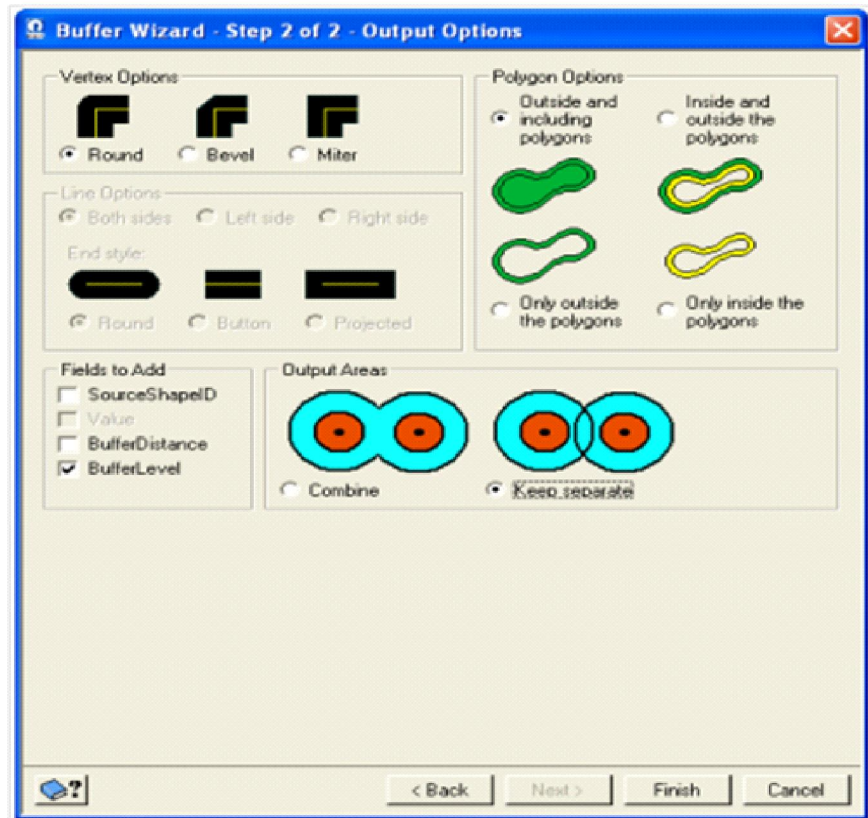 Buffer Wizard - Step 2 of 2 - Output Options
Vertex Options
Round
Bevel
Miter
Polygon Options
Outside and
including
polygons
Inside and
outside the
polygons
Only outside
the polygons
Only inside the
polygons
Line Options
Both sides
Left side
Right side
End style:
Round
Button
Projected
Fields to Add
SourceShapeID
Value
BufferDistance
BufferLevel
Output Areas
Combine
Keep separate
?
< Back
Next >
Finish
Cancel